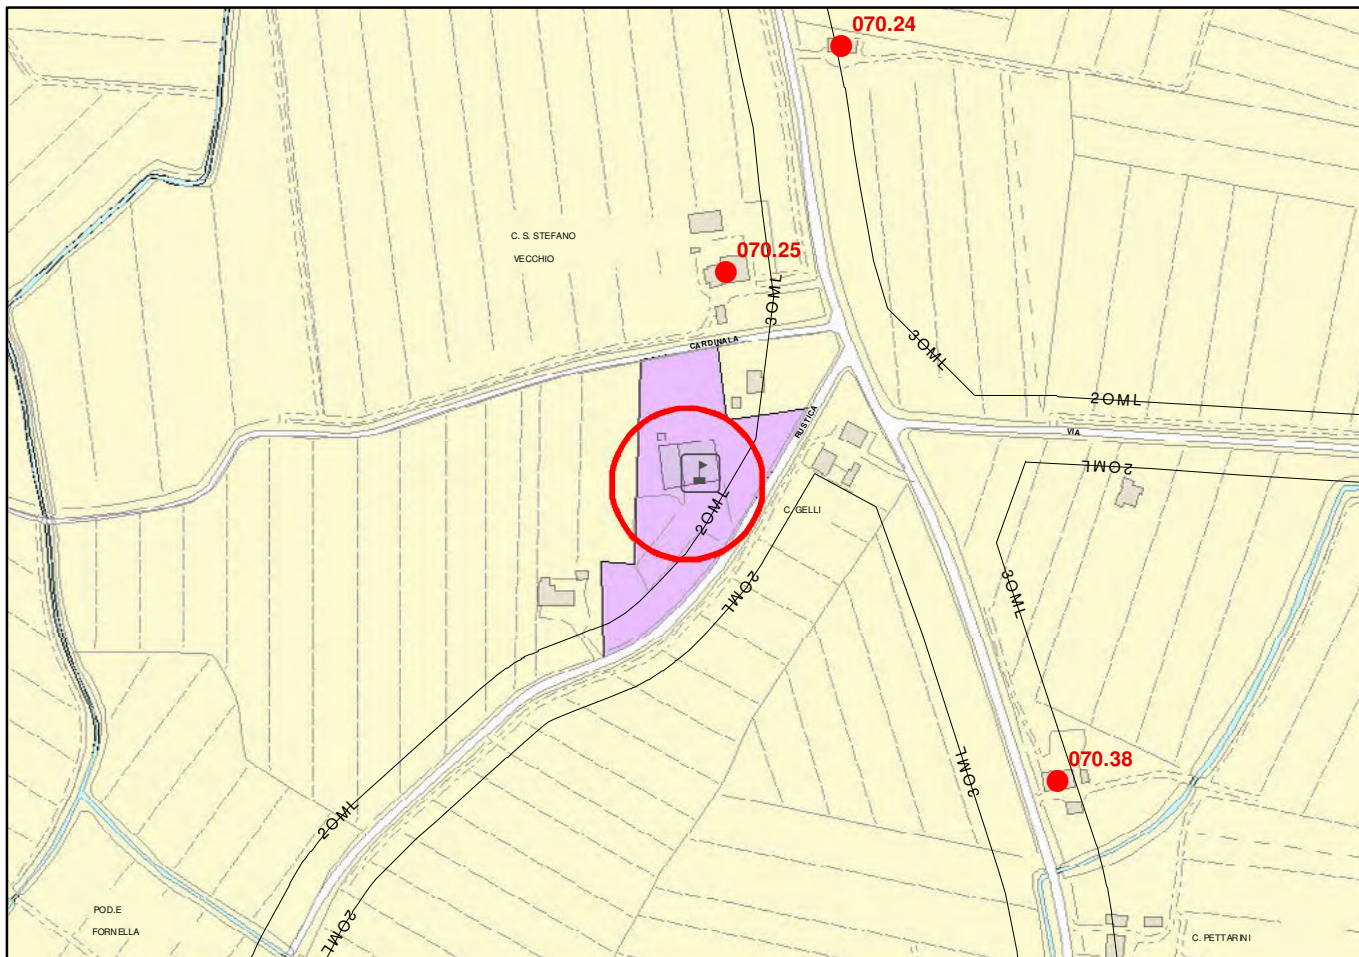 070.24
C. S. STEFANO
VECCHIO
070.25
30ML
CARDINALA
30ML
20ML
RUSTICA
VIA
20ML
20ML
C. GELLI
20ML
30ML
070.38
30ML
20ML
POD.E
FORNELLA
20ML
C. PETTARINI